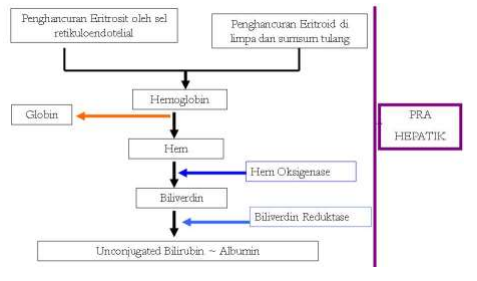 Penghancuran Eritrosit oleh sel
retikuloendotelial
Penghancuran Eritroid di
limpa dan sumsum tulang
Hemoglobin
Globin
PRA
HEPATIK
Hem
Hem Oksigenase
Biliverdin
Biliverdin Reduktase
Unconjugated Bilirubin ~ Albumin